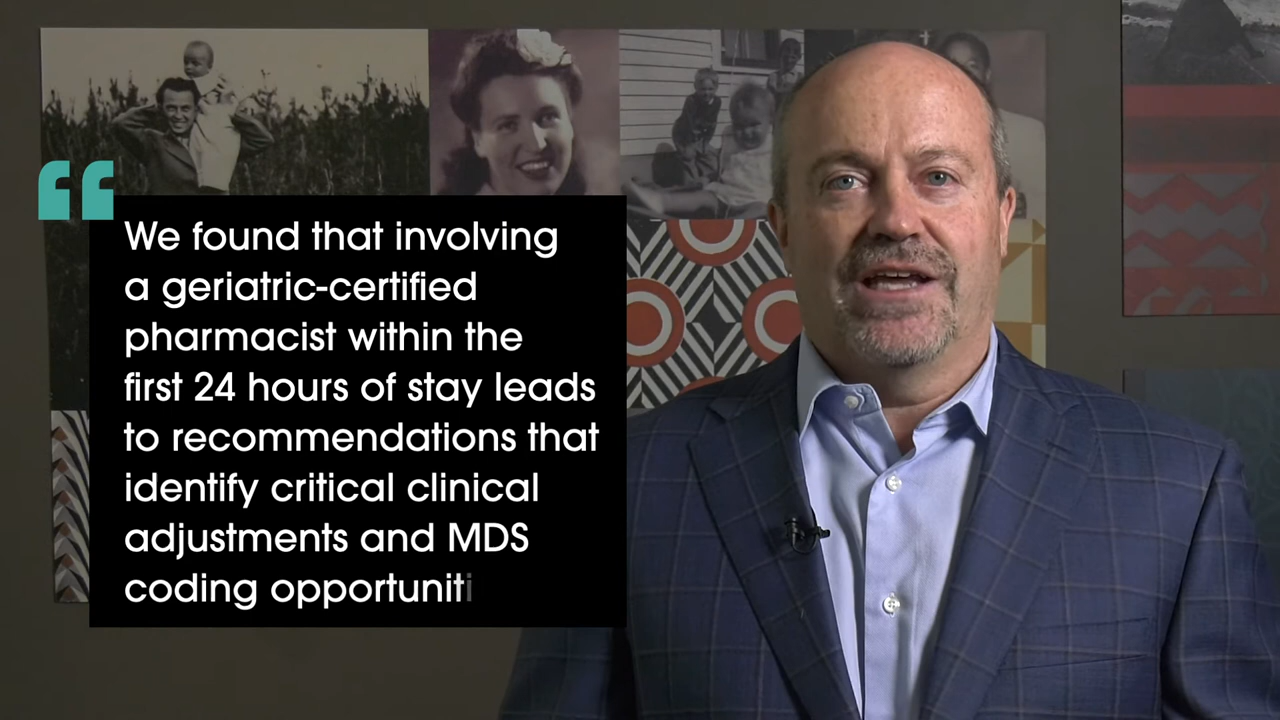 “
We found that involving
a geriatric-certified
pharmacist within the
first 24 hours of stay leads
to recommendations that
identify critical clinical
adjustments and MDS
coding opportuniti